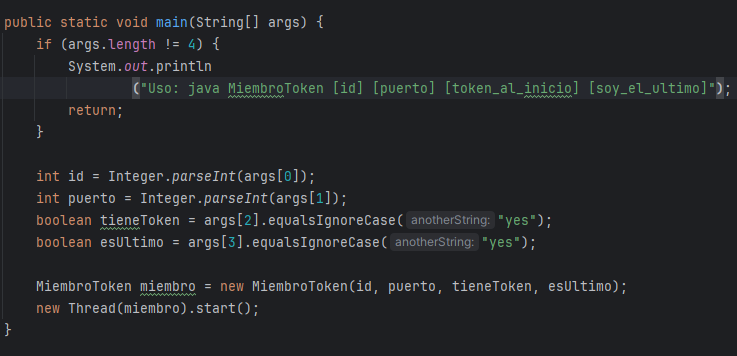 public static void main(String[] args) {
if (args.length != 4) {
System.out.println
("Uso: java MiembroToken [id] [puerto] [token_al_inicio] [soy_el_ultimo]");
return;
}
int id = Integer.parseInt(args[0]);
int puerto = Integer.parseInt(args[1]);
boolean tieneToken = args[2].equalsIgnoreCase( anotherString: "yes");
boolean esUltimo = args[3].equalsIgnoreCase( anotherString: "yes");
MiembroToken miembro = new MiembroToken(id, puerto, tieneToken, esUltimo);
new Thread(miembro).start();
}